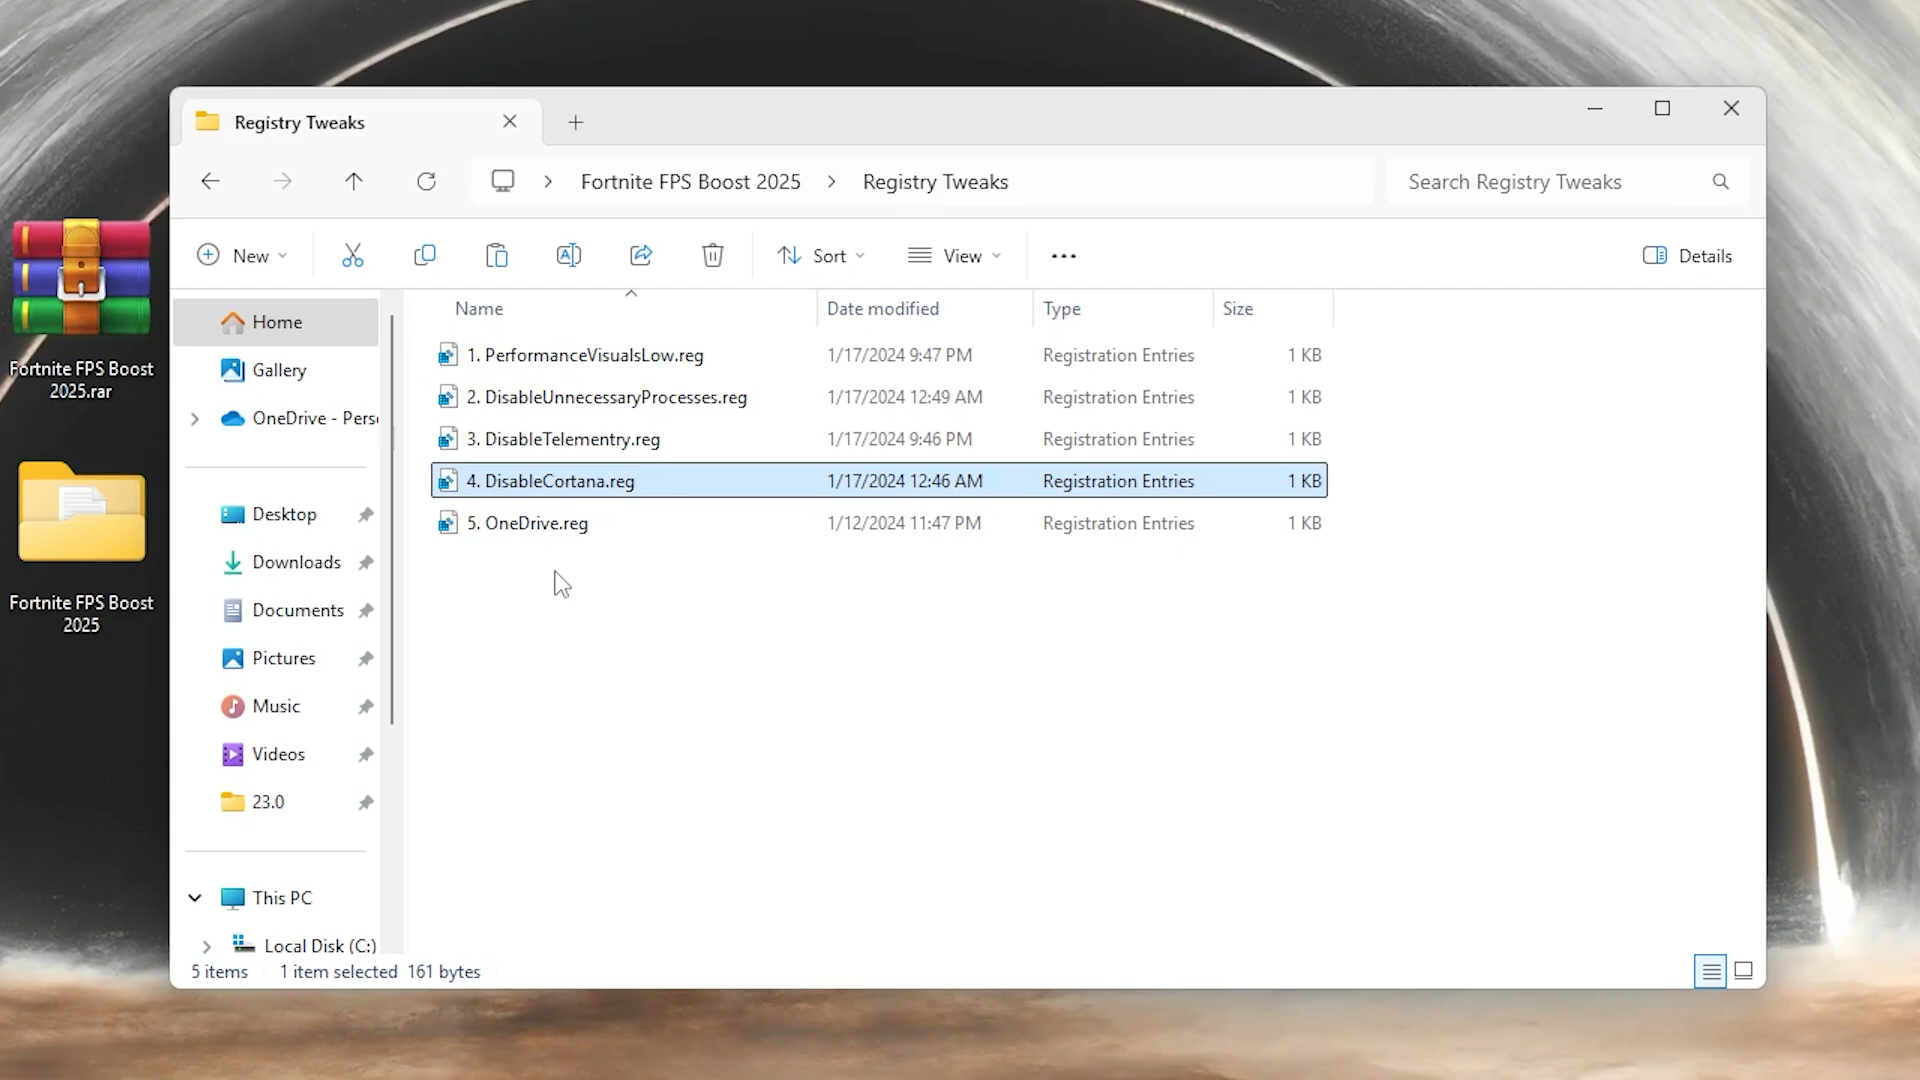 Registry Tweaks
Fortnite FPS Boost 2025
Registry Tweaks
Search Registry Tweaks
New
Sort
View
Details
Fortnite FPS Boost
2025.rar
Fortnite FPS Boost
2025
Home
Gallery
OneDrive - Pers
Desktop
Downloads
Documents
Pictures
Music
Videos
23.0
This PC
Local Disk (C:)
Name Date modified Type Size
1. PerformanceVisualsLow.reg 1/17/2024 9:47 PM Registration Entries 1 KB
2. DisableUnnecessaryProcesses.reg 1/17/2024 12:49 AM Registration Entries 1 KB
3. DisableTelementry.reg 1/17/2024 9:46 PM Registration Entries 1 KB
4. DisableCortana.reg 1/17/2024 12:46 AM Registration Entries 1 KB
5. OneDrive.reg 1/12/2024 11:47 PM Registration Entries 1 KB
5 items 1 item selected 161 bytes